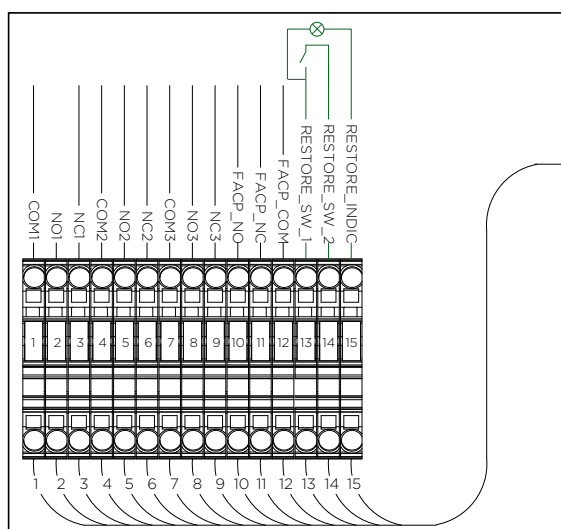 COM1
NO1
NC1
COM2
NO2
NC2
COM3
NO3
NC3
FACP_NO
FACP_NC
FACP_COM
RESTORE_SW_1
RESTORE_SW_2
RESTORE_INDIC
1 2 3 4 5 6 7 8 9 10 11 12 13 14 15
1 2 3 4 5 6 7 8 9 10 11 12 13 14 15